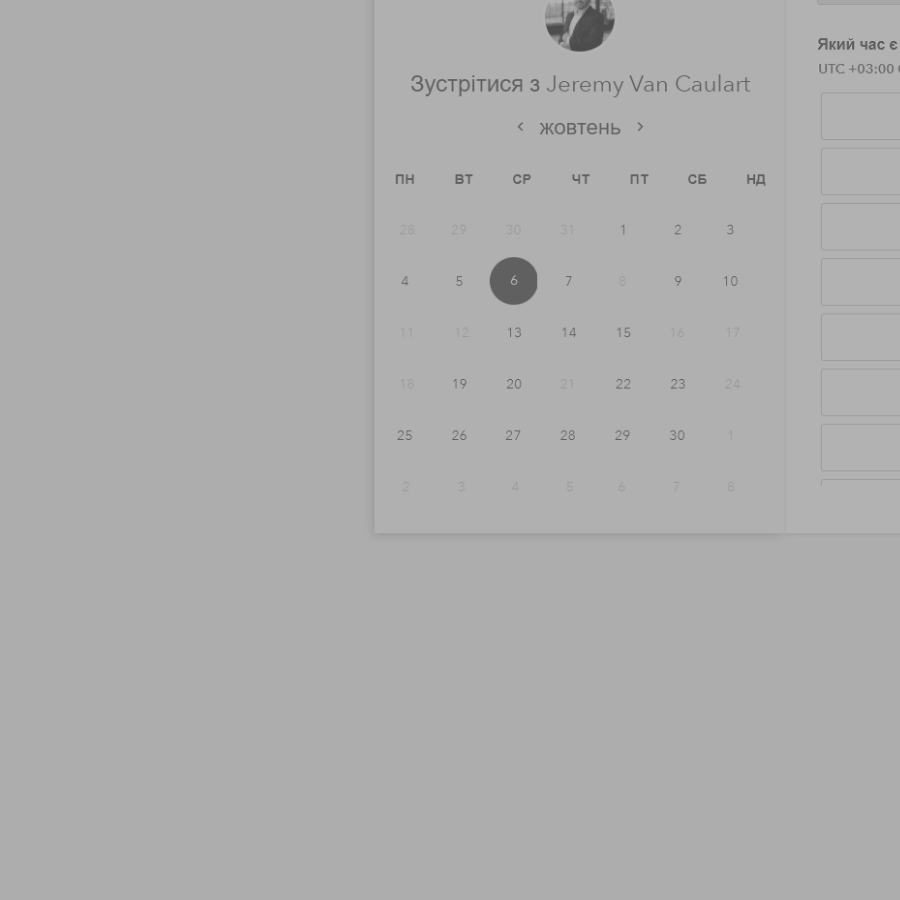 Який час є
UTC +03:00
Зустрітися з Jeremy Van Caulart
< жовтень >
ПН ВТ СР ЧТ ПТ СБ НД
28 29 30 31 1 2 3
4 5 6 7 8 9 10
11 12 13 14 15 16 17
18 19 20 21 22 23 24
25 26 27 28 29 30 1
2 3 4 5 6 7 8